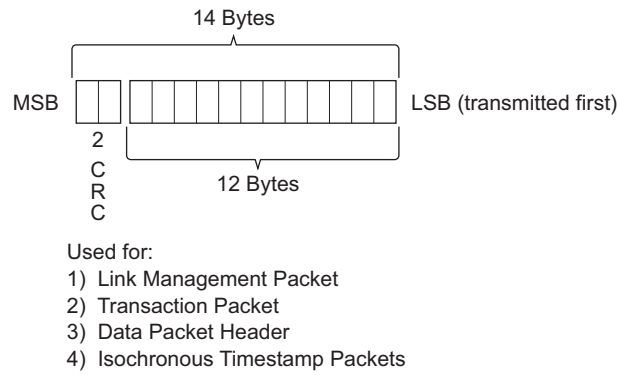 14 Bytes
MSB
LSB (transmitted first)
2
C
R
C
12 Bytes
Used for:
1) Link Management Packet
2) Transaction Packet
3) Data Packet Header
4) Isochronous Timestamp Packets